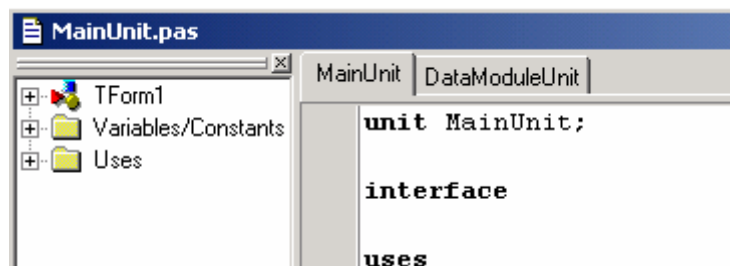 MainUnit.pas
TForm1
Variables/Constants
Uses
MainUnit DataModuleUnit
unit MainUnit;
interface
uses